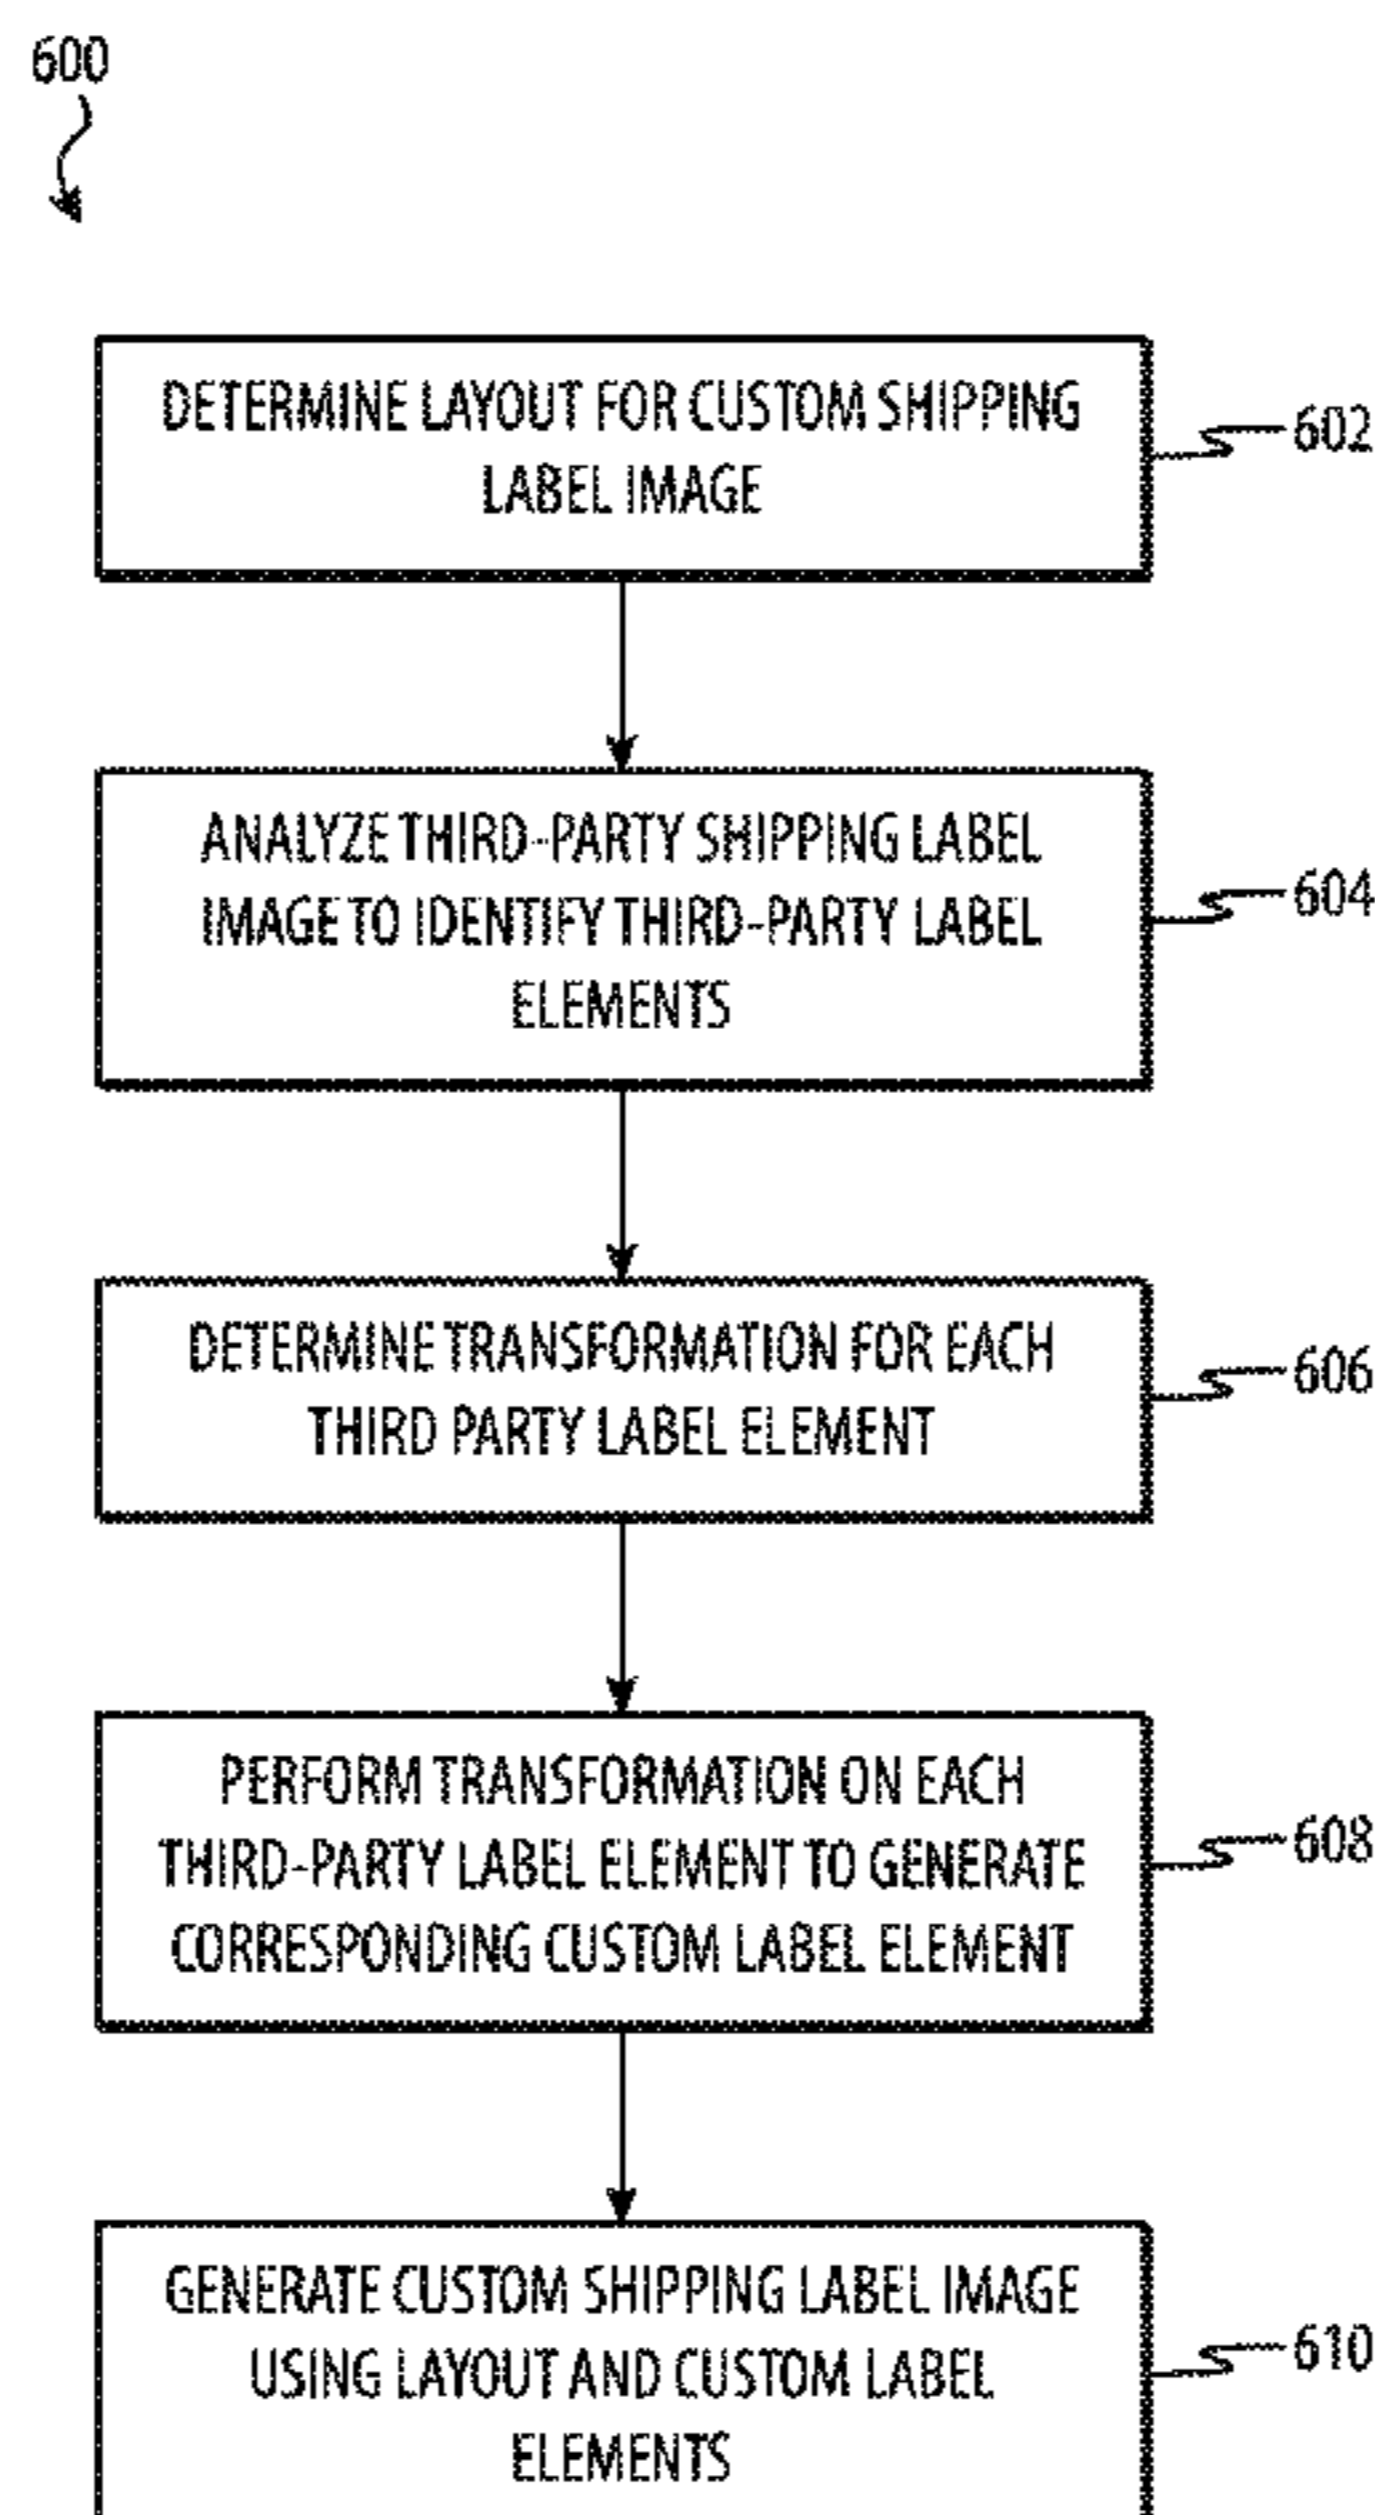 600
DETERMINE LAYOUT FOR CUSTOM SHIPPING
LABEL IMAGE
602
ANALYZE THIRD-PARTY SHIPPING LABEL
IMAGE TO IDENTIFY THIRD-PARTY LABEL
ELEMENTS
604
DETERMINE TRANSFORMATION FOR EACH
THIRD PARTY LABEL ELEMENT
606
PERFORM TRANSFORMATION ON EACH
THIRD-PARTY LABEL ELEMENT TO GENERATE
CORRESPONDING CUSTOM LABEL ELEMENT
608
GENERATE CUSTOM SHIPPING LABEL IMAGE
USING LAYOUT AND CUSTOM LABEL
ELEMENTS
610